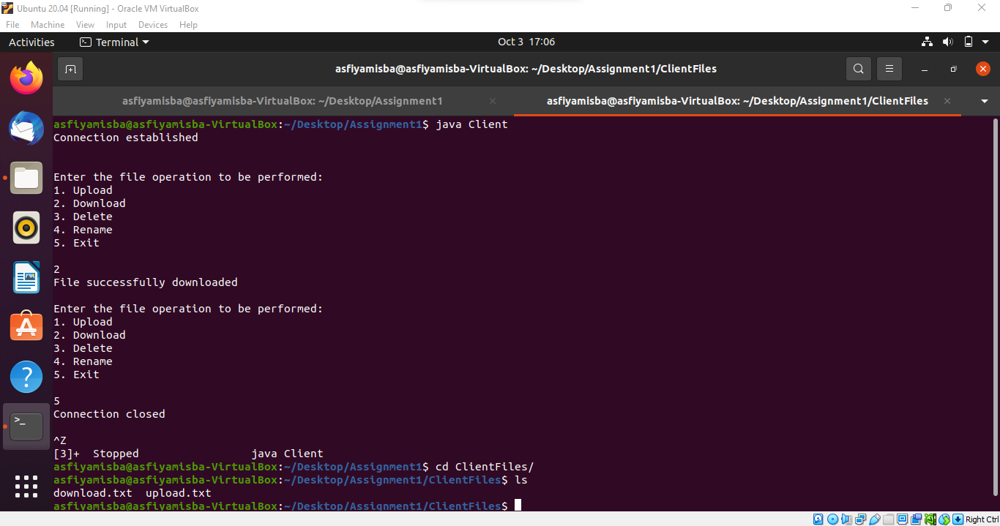 Ubuntu 20.04 [Running] - Oracle VM VirtualBox
File Machine View Input Devices Help
Activities Terminal Oct 3 17:06
asfiyamisba@asfiyamisba-VirtualBox: ~/Desktop/Assignment1/ClientFiles
asfiyamisba@asfiyamisba-VirtualBox: ~/Desktop/Assignment1 asfiyamisba@asfiyamisba-VirtualBox: ~/Desktop/Assignment1/ClientFiles
asfiyamisba@asfiyamisba-VirtualBox:~/Desktop/Assignment1$ java Client
Connection established
Enter the file operation to be performed:
1. Upload
2. Download
3. Delete
4. Rename
5. Exit
2
File successfully downloaded
Enter the file operation to be performed:
1. Upload
2. Download
3. Delete
4. Rename
5. Exit
5
Connection closed
^Z
[3]+  Stopped                 java Client
asfiyamisba@asfiyamisba-VirtualBox:~/Desktop/Assignment1$ cd ClientFiles/
asfiyamisba@asfiyamisba-VirtualBox:~/Desktop/Assignment1/ClientFiles$ ls
download.txt  upload.txt
asfiyamisba@asfiyamisba-VirtualBox:~/Desktop/Assignment1/ClientFiles$
Right Ctrl